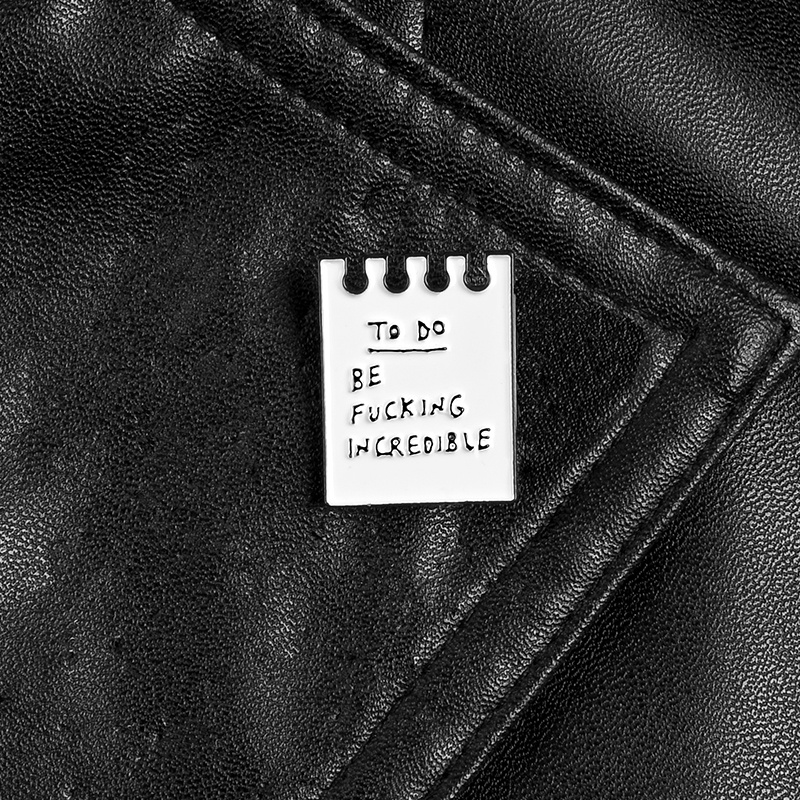 TO DO
BE
FUCKING
INCREDIBLE